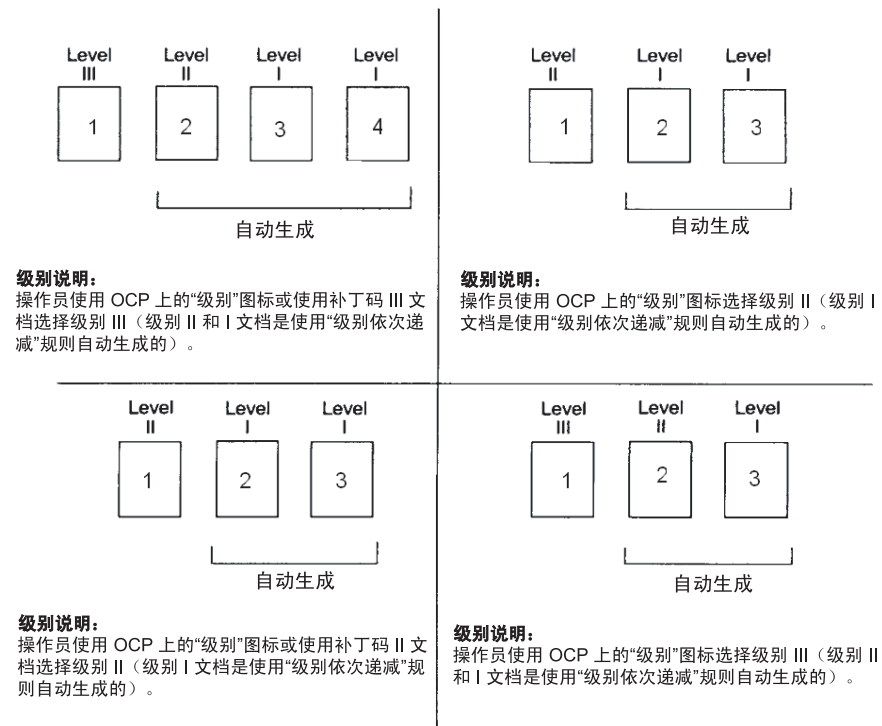 Level Level Level Level
III II I I
1 2 3 4
自动生成
级别说明：
操作员使用 OCP 上的“级别”图标或使用补丁码 III 文
档选择级别 III（级别 II 和 I 文档是使用“级别依次递
减”规则自动生成的）。
Level Level Level
II I I
1 2 3
自动生成
级别说明：
操作员使用 OCP 上的“级别”图标选择级别 II（级别 I
文档是使用“级别依次递减”规则自动生成的）。
Level Level Level
II I I
1 2 3
自动生成
级别说明：
操作员使用 OCP 上的“级别”图标或使用补丁码 II 文
档选择级别 II（级别 I 文档是使用“级别依次递减”规
则自动生成的）。
Level Level Level
III II I
1 2 3
自动生成
级别说明：
操作员使用 OCP 上的“级别”图标选择级别 III（级别 II
和 I 文档是使用“级别依次递减”规则自动生成的）。